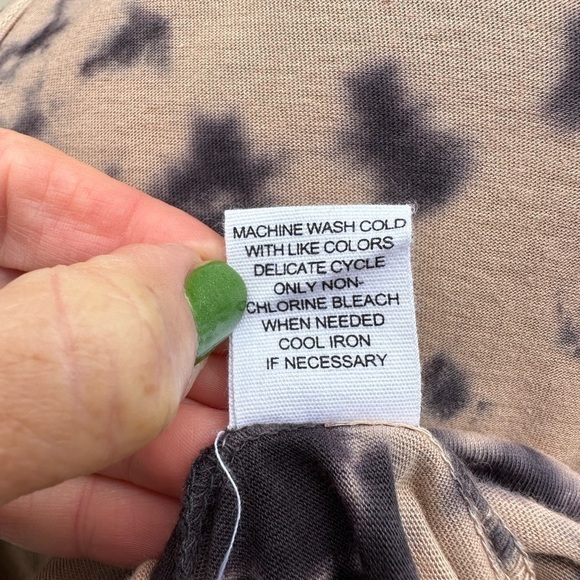 MACHINE WASH COLD
WITH LIKE COLORS
DELICATE CYCLE
ONLY NON-
CHLORINE BLEACH
WHEN NEEDED
COOL IRON
IF NECESSARY